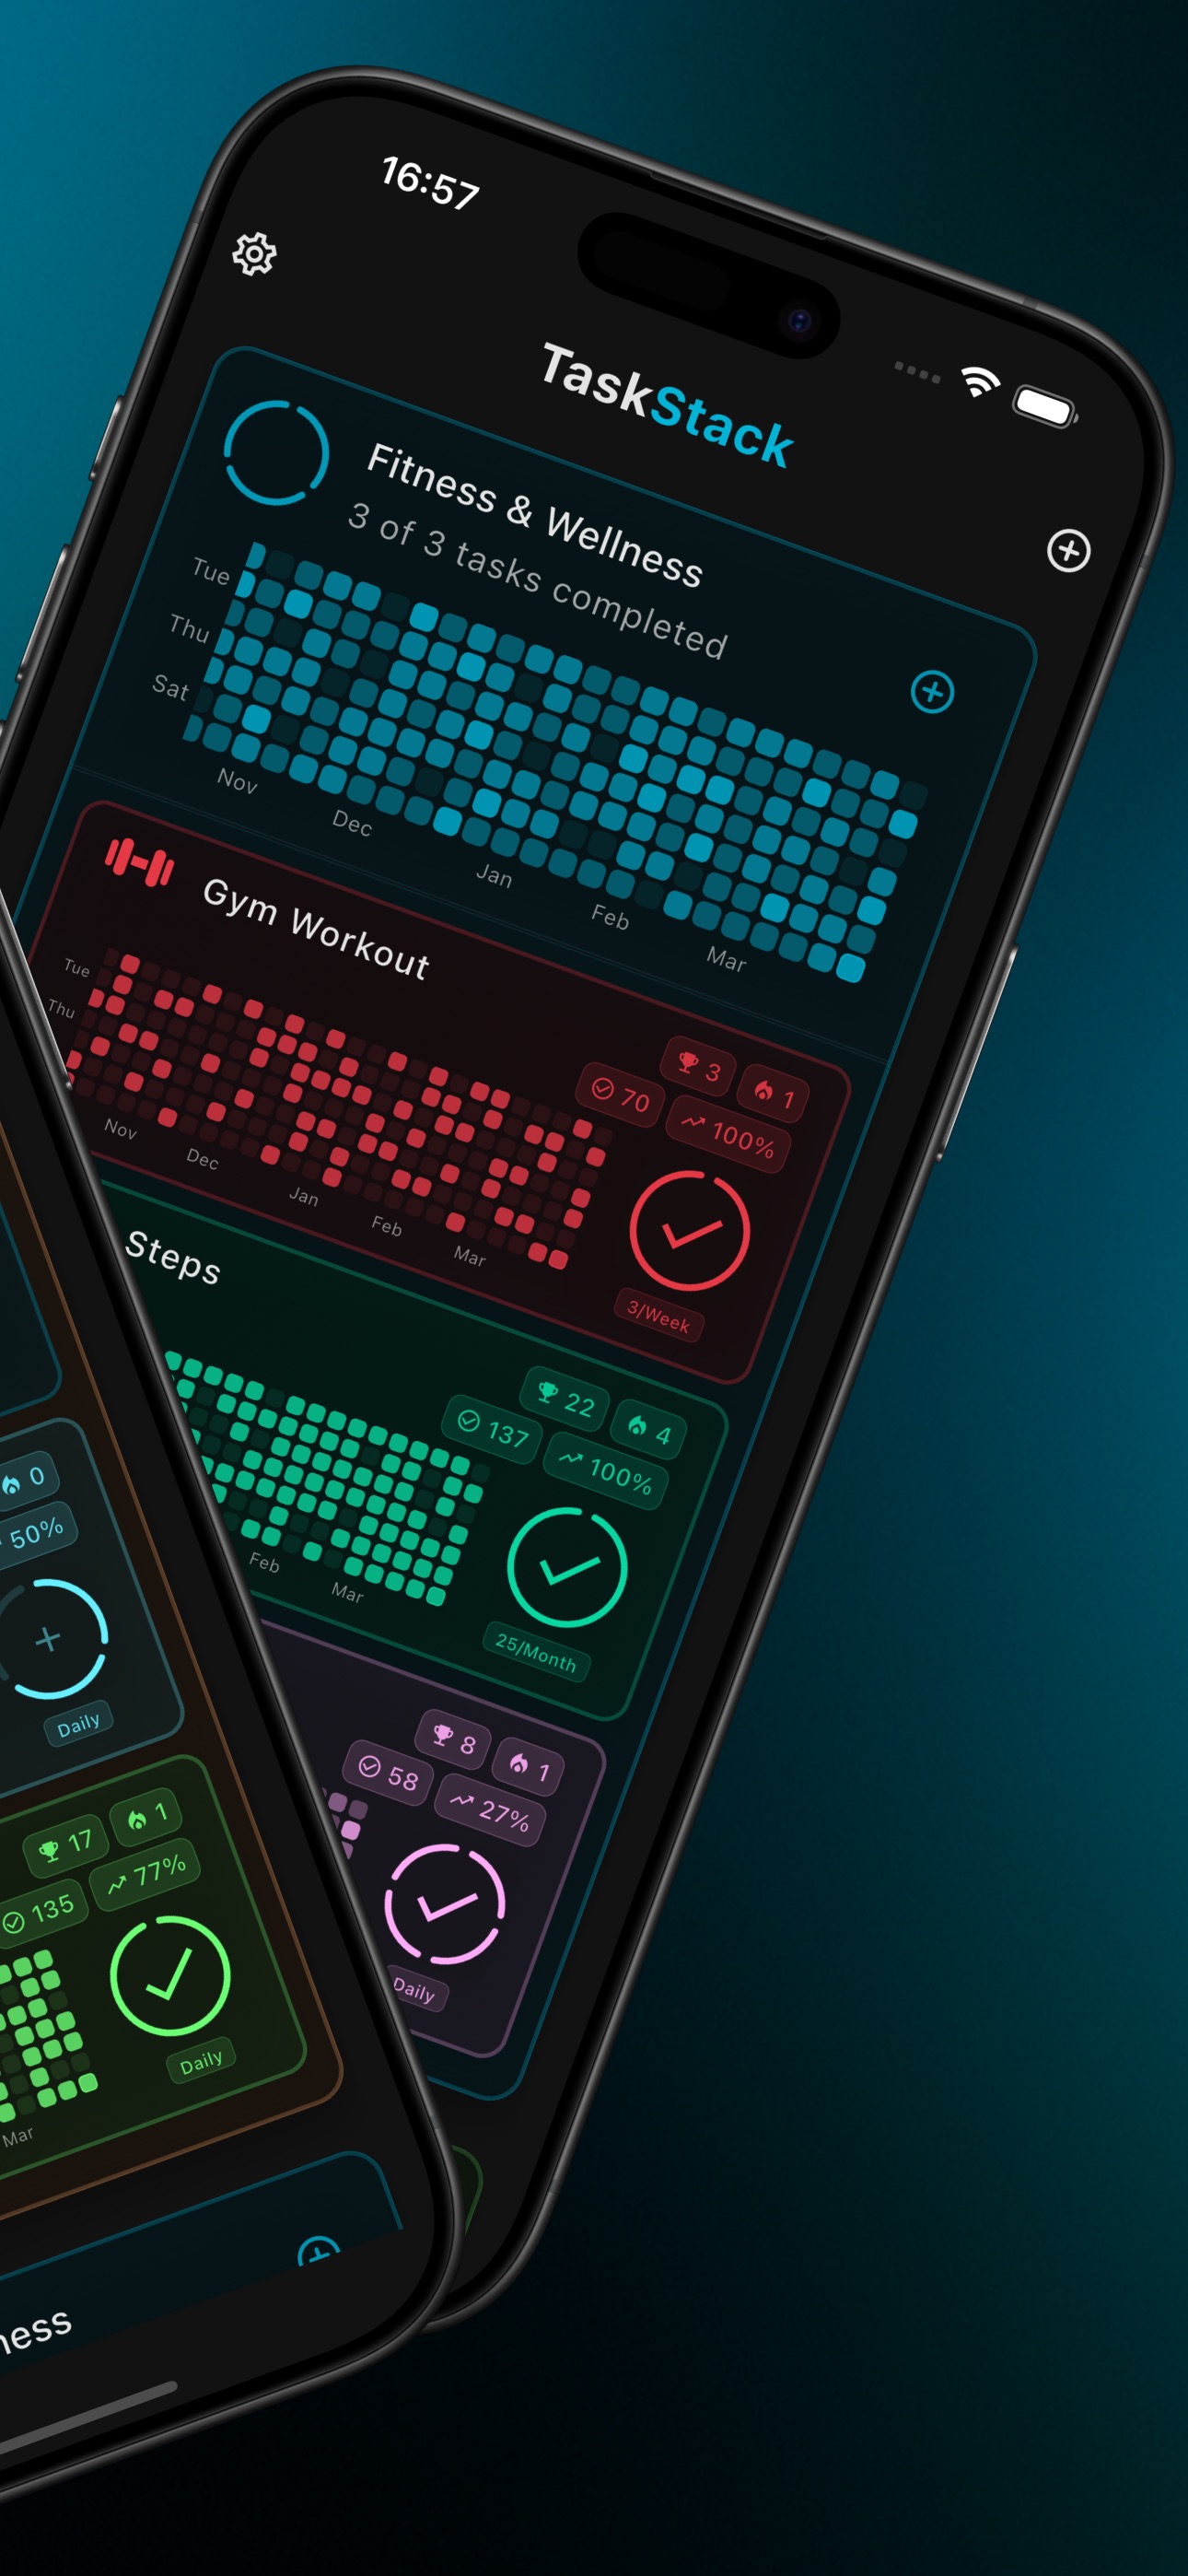 16:57
TaskStack
Fitness & Wellness
3 of 3 tasks completed
Tue
Thu
Sat
Nov
Dec
Jan
Feb
Mar
Gym Workout
Tue
Thu
Nov
Dec
Jan
Feb
Mar
3
1
70
100%
3/Week
Steps
Feb
Mar
22
4
137
100%
25/Month
8
1
58
27%
Daily
0
50%
Daily
17
1
135
77%
Daily
Mar
ness